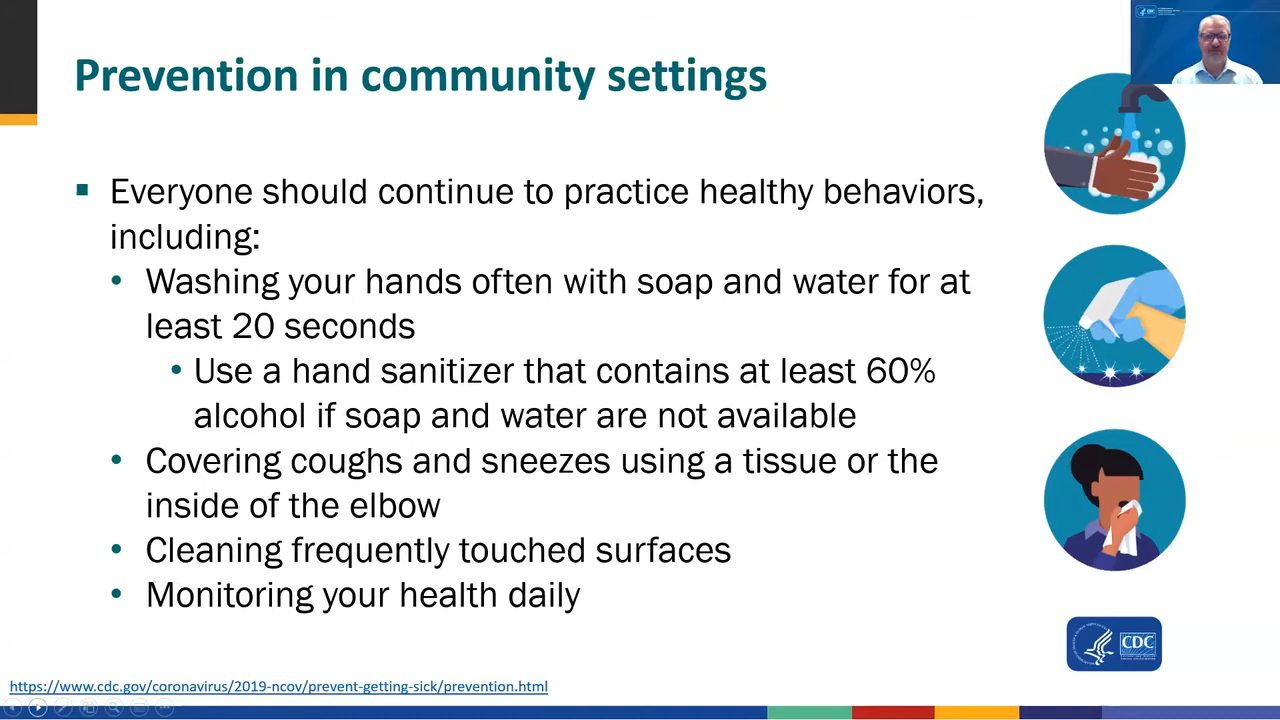 Prevention in community settings
CDC
▪ Everyone should continue to practice healthy behaviors,
including:
• Washing your hands often with soap and water for at
least 20 seconds
• Use a hand sanitizer that contains at least 60%
alcohol if soap and water are not available
• Covering coughs and sneezes using a tissue or the
inside of the elbow
• Cleaning frequently touched surfaces
• Monitoring your health daily
CDC
https://www.cdc.gov/coronavirus/2019-ncov/prevent-getting-sick/prevention.html